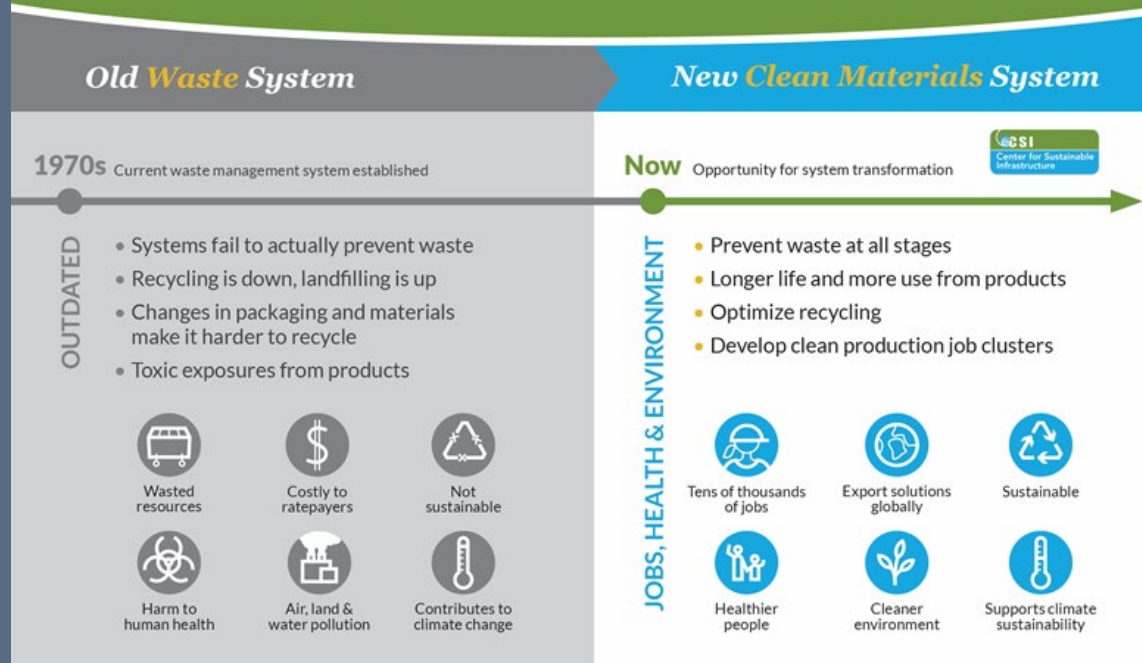 Old Waste System
New Clean Materials System
CSI
Center for Sustainable
Infrastructure
1970s Current waste management system established
Now Opportunity for system transformation
OUTDATED
• Systems fail to actually prevent waste
• Recycling is down, landfilling is up
• Changes in packaging and materials
make it harder to recycle
• Toxic exposures from products
Wasted
resources
Costly to
ratepayers
Not
sustainable
Harm to
human health
Air, land &
water pollution
Contributes to
climate change
JOBS, HEALTH & ENVIRONMENT
• Prevent waste at all stages
• Longer life and more use from products
• Optimize recycling
• Develop clean production job clusters
Tens of thousands
of jobs
Export solutions
globally
Sustainable
Healthier
people
Cleaner
environment
Supports climate
sustainability